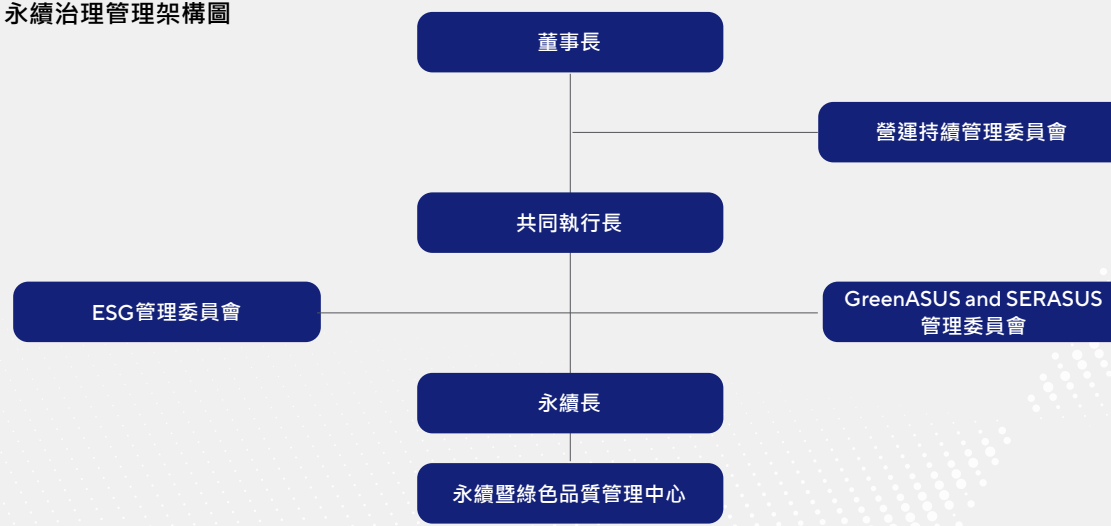 永續治理管理架構圖
董事長
營運持續管理委員會
共同執行長
ESG管理委員會
GreenASUS and SERASUS
管理委員會
永續長
永續暨綠色品質管理中心